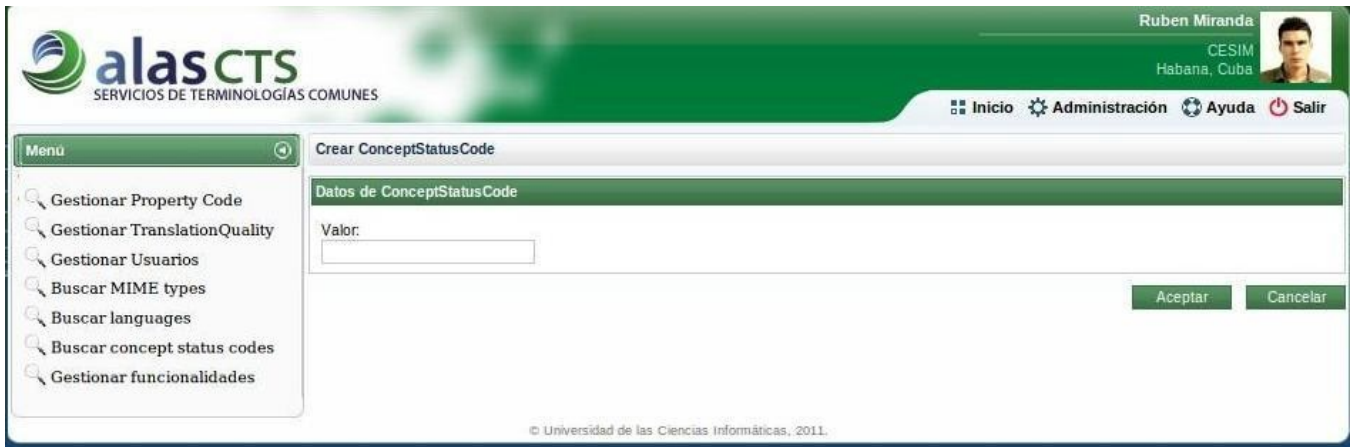 alas CTS
SERVICIOS DE TERMINOLOGÍAS COMUNES
Ruben Miranda
CESIM
Habana, Cuba
Inicio Administración Ayuda Salir
Menú
Gestionar Property Code
Gestionar TranslationQuality
Gestionar Usuarios
Buscar MIME types
Buscar languages
Buscar concept status codes
Gestionar funcionalidades
Crear ConceptStatusCode
Datos de ConceptStatusCode
Valor:
Aceptar Cancelar
© Universidad de las Ciencias Informáticas, 2011.